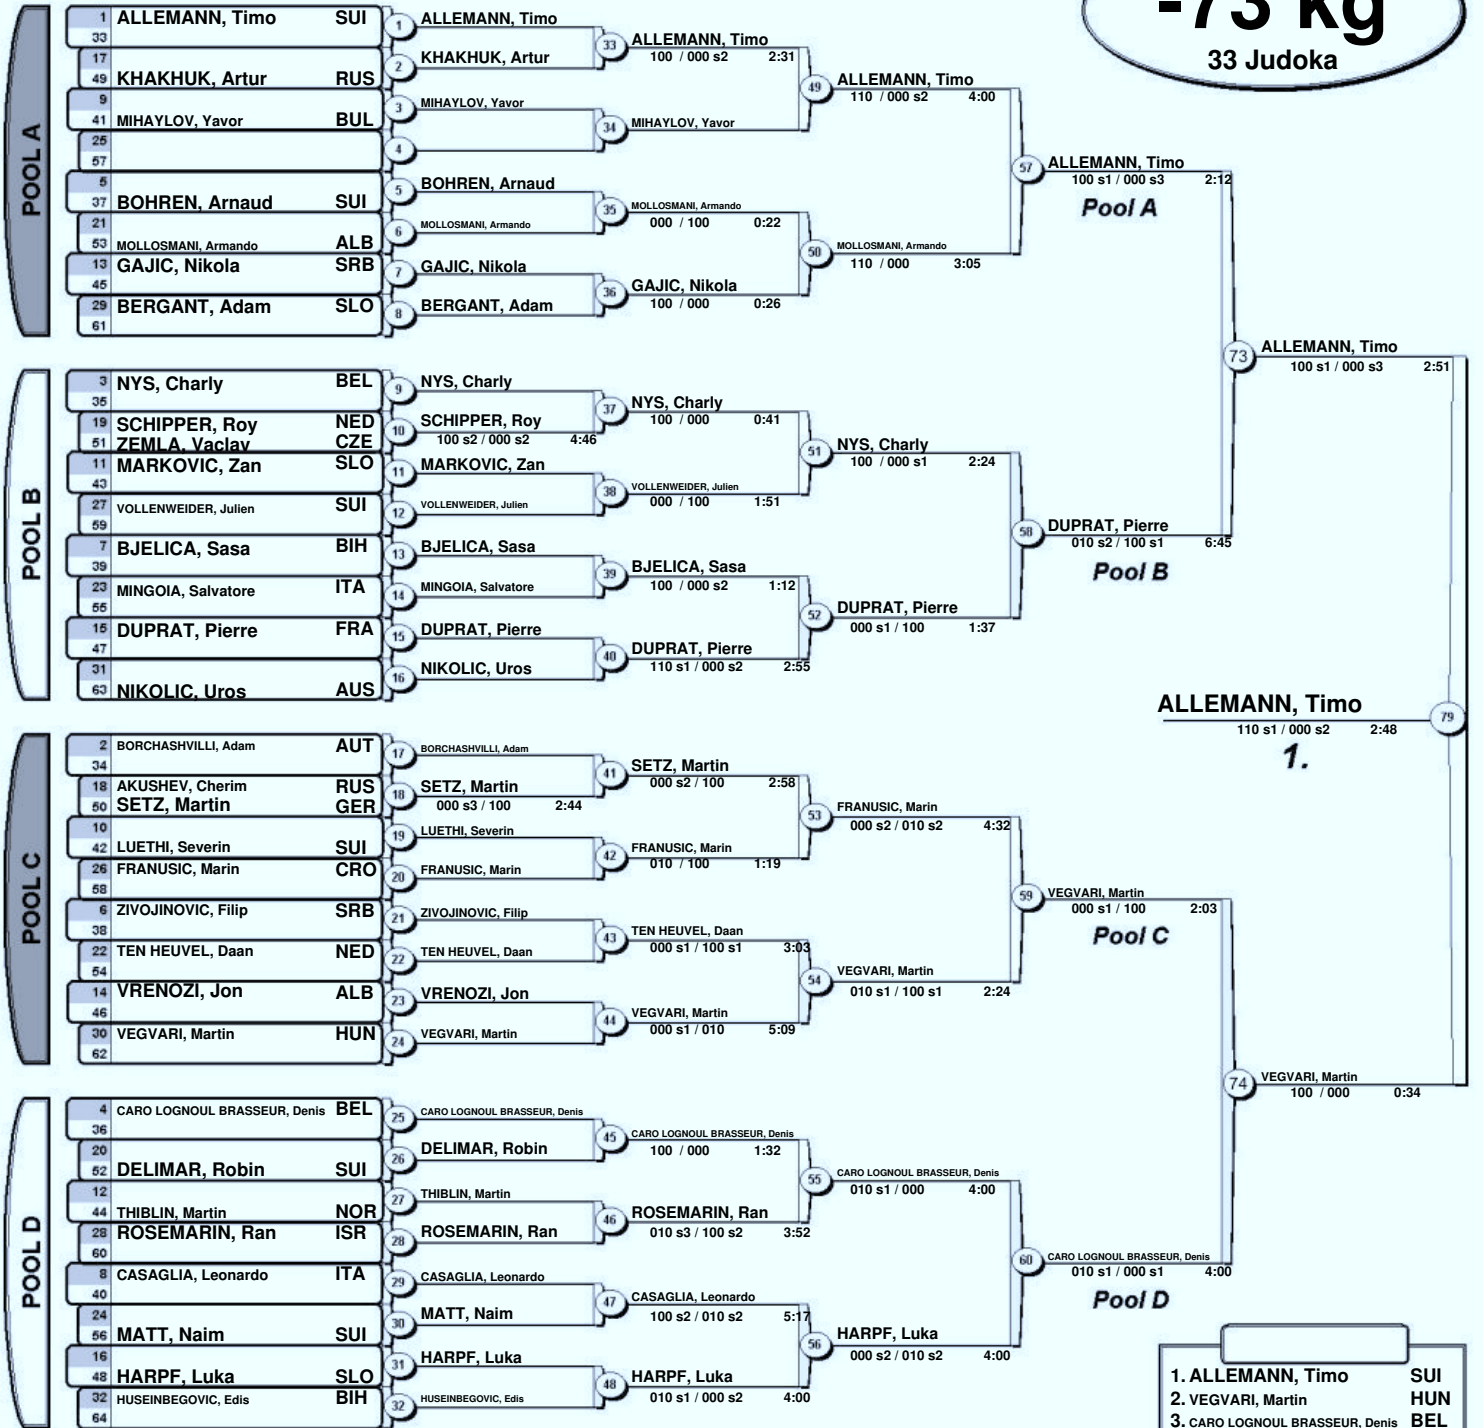 -73 kg
33 Judoka
POOL A
1 ALLEMANN, Timo SUI
33
17
49 KHAKHUK, Artur RUS
9
41 MIHAYLOV, Yavor BUL
25
57
5
37 BOHREN, Arnaud SUI
21
53 MOLLOSMANI, Armando ALB
13 GAJIC, Nikola SRB
45
29 BERGANT, Adam SLO
61
1 ALLEMANN, Timo
2 KHAKHUK, Artur
3 MIHAYLOV, Yavor
4
5 BOHREN, Arnaud
6 MOLLOSMANI, Armando
7 GAJIC, Nikola
8 BERGANT, Adam
33 ALLEMANN, Timo
100 / 000 s2 2:31
34 MIHAYLOV, Yavor
35 MOLLOSMANI, Armando
000 / 100 0:22
36 GAJIC, Nikola
100 / 000 0:26
49 ALLEMANN, Timo
110 / 000 s2 4:00
50 MOLLOSMANI, Armando
110 / 000 3:05
57 ALLEMANN, Timo
100 s1 / 000 s3 2:12
Pool A
POOL B
3 NYS, Charly BEL
35
19 SCHIPPER, Roy NED
51 ZEMLA, Vaclav CZE
11 MARKOVIC, Zan SLO
43
27 VOLLENWEIDER, Julien SUI
59
7 BJELICA, Sasa BIH
39
23 MINGOIA, Salvatore ITA
55
15 DUPRAT, Pierre FRA
47
31
63 NIKOLIC, Uros AUS
9 NYS, Charly
10 SCHIPPER, Roy
100 s2 / 000 s2 4:46
11 MARKOVIC, Zan
12 VOLLENWEIDER, Julien
13 BJELICA, Sasa
14 MINGOIA, Salvatore
15 DUPRAT, Pierre
16 NIKOLIC, Uros
37 NYS, Charly
100 / 000 0:41
38 VOLLENWEIDER, Julien
000 / 100 1:51
39 BJELICA, Sasa
100 / 000 s2 1:12
40 DUPRAT, Pierre
110 s1 / 000 s2 2:55
51 NYS, Charly
100 / 000 s1 2:24
52 DUPRAT, Pierre
000 s1 / 100 1:37
58 DUPRAT, Pierre
010 s2 / 100 s1 6:45
Pool B
73 ALLEMANN, Timo
100 s1 / 000 s3 2:51
ALLEMANN, Timo 79
110 s1 / 000 s2 2:48
1.
POOL C
2 BORCHASHVILLI, Adam AUT
34
18 AKUSHEV, Cherim RUS
50 SETZ, Martin GER
10
42 LUETHI, Severin SUI
26 FRANUSIC, Marin CRO
58
6 ZIVOJINOVIC, Filip SRB
38
22 TEN HEUVEL, Daan NED
54
14 VRENOZI, Jon ALB
46
30 VEGVARI, Martin HUN
62
17 BORCHASHVILLI, Adam
18 SETZ, Martin
000 s3 / 100 2:44
19 LUETHI, Severin
20 FRANUSIC, Marin
21 ZIVOJINOVIC, Filip
22 TEN HEUVEL, Daan
23 VRENOZI, Jon
24 VEGVARI, Martin
41 SETZ, Martin
000 s2 / 100 2:58
42 FRANUSIC, Marin
010 / 100 1:19
43 TEN HEUVEL, Daan
000 s1 / 100 s1 3:03
44 VEGVARI, Martin
000 s1 / 010 5:09
53 FRANUSIC, Marin
000 s2 / 010 s2 4:32
54 VEGVARI, Martin
010 s1 / 100 s1 2:24
59 VEGVARI, Martin
000 s1 / 100 2:03
Pool C
POOL D
4 CARO LOGNOUL BRASSEUR, Denis BEL
36
20
52 DELIMAR, Robin SUI
12
44 THIBLIN, Martin NOR
28 ROSEMARIN, Ran ISR
60
8 CASAGLIA, Leonardo ITA
40
24
56 MATT, Naim SUI
16
48 HARPF, Luka SLO
32 HUSEINBEGOVIC, Edis BIH
64
25 CARO LOGNOUL BRASSEUR, Denis
26 DELIMAR, Robin
27 THIBLIN, Martin
28 ROSEMARIN, Ran
29 CASAGLIA, Leonardo
30 MATT, Naim
31 HARPF, Luka
32 HUSEINBEGOVIC, Edis
45 CARO LOGNOUL BRASSEUR, Denis
100 / 000 1:32
46 ROSEMARIN, Ran
010 s3 / 100 s2 3:52
47 CASAGLIA, Leonardo
100 s2 / 010 s2 5:17
48 HARPF, Luka
010 s1 / 000 s2 4:00
55 CARO LOGNOUL BRASSEUR, Denis
010 s1 / 000 4:00
56 HARPF, Luka
000 s2 / 010 s2 4:00
60 CARO LOGNOUL BRASSEUR, Denis
010 s1 / 000 s1 4:00
Pool D
74 VEGVARI, Martin
100 / 000 0:34
1. ALLEMANN, Timo SUI
2. VEGVARI, Martin HUN
3. CARO LOGNOUL BRASSEUR, Denis BEL